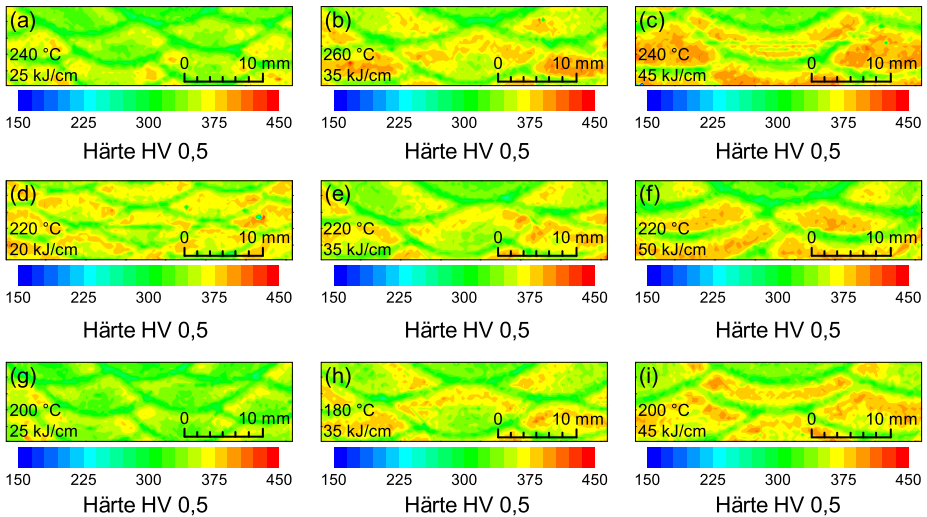 (a) (b) (c)
240 °C 0 10 mm 260 °C 0 10 mm 240 °C 0 10 mm
25 kJ/cm 35 kJ/cm 45 kJ/cm
150 225 300 375 450 150 225 300 375 450 150 225 300 375 450
Härte HV 0,5 Härte HV 0,5 Härte HV 0,5
(d) (e) (f)
220 °C 0 10 mm 220 °C 0 10 mm 220 °C 0 10 mm
20 kJ/cm 35 kJ/cm 50 kJ/cm
150 225 300 375 450 150 225 300 375 450 150 225 300 375 450
Härte HV 0,5 Härte HV 0,5 Härte HV 0,5
(g) (h) (i)
200 °C 0 10 mm 180 °C 0 10 mm 200 °C 0 10 mm
25 kJ/cm 35 kJ/cm 45 kJ/cm
150 225 300 375 450 150 225 300 375 450 150 225 300 375 450
Härte HV 0,5 Härte HV 0,5 Härte HV 0,5